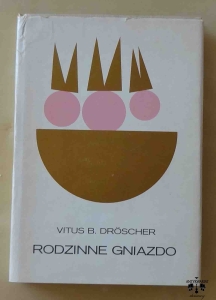 VITUS B. DRÖSCHER
RODZINNE GNIAZDO